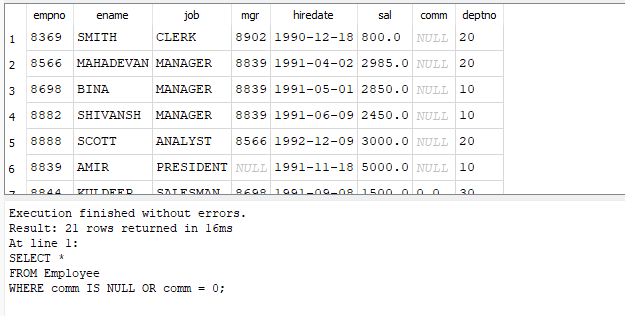 empno ename job mgr hiredate sal comm deptno
1 8369 SMITH CLERK 8902 1990-12-18 800.0 NULL 20
2 8566 MAHADEVAN MANAGER 8839 1991-04-02 2985.0 NULL 20
3 8698 BINA MANAGER 8839 1991-05-01 2850.0 NULL 10
4 8882 SHIVANSH MANAGER 8839 1991-06-09 2450.0 NULL 10
5 8888 SCOTT ANALYST 8566 1992-12-09 3000.0 NULL 20
6 8839 AMIR PRESIDENT NULL 1991-11-18 5000.0 NULL 10
7 8844 KULDEEP SALESMAN 8698 1991-09-08 1500.0 0.0 30
Execution finished without errors.
Result: 21 rows returned in 16ms
At line 1:
SELECT *
FROM Employee
WHERE comm IS NULL OR comm = 0;